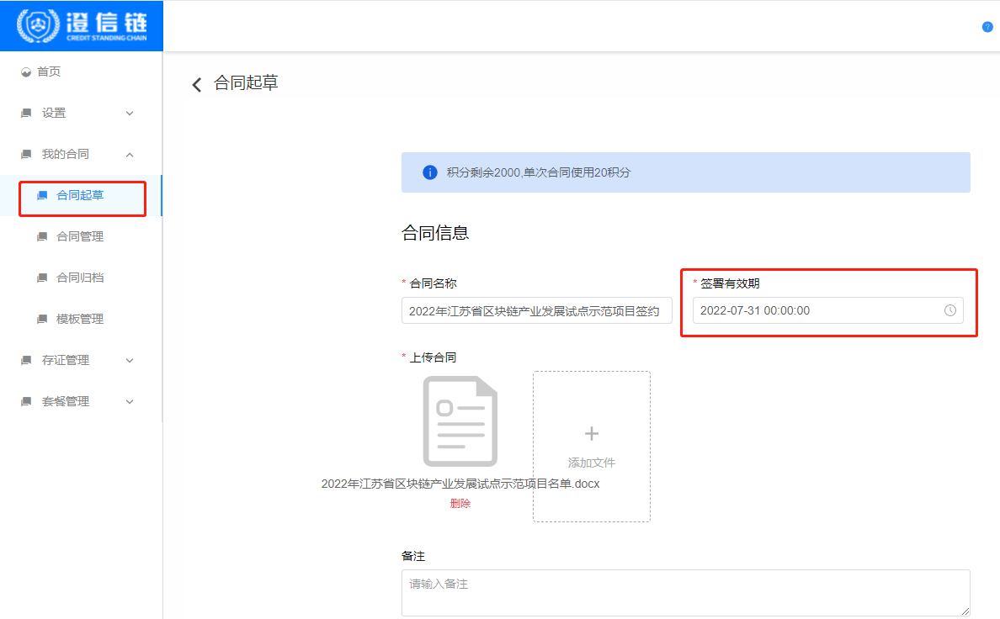 澄信链
CREDIT STANDING CHAIN
首页
设置
我的合同
合同起草
合同管理
合同归档
模板管理
存证管理
套餐管理
合同起草
积分剩余2000,单次合同使用20积分
合同信息
* 合同名称
* 签署有效期
2022年江苏省区块链产业发展试点示范项目签约
2022-07-31 00:00:00
* 上传合同
添加文件
2022年江苏省区块链产业发展试点示范项目名单.docx
删除
备注
请输入备注